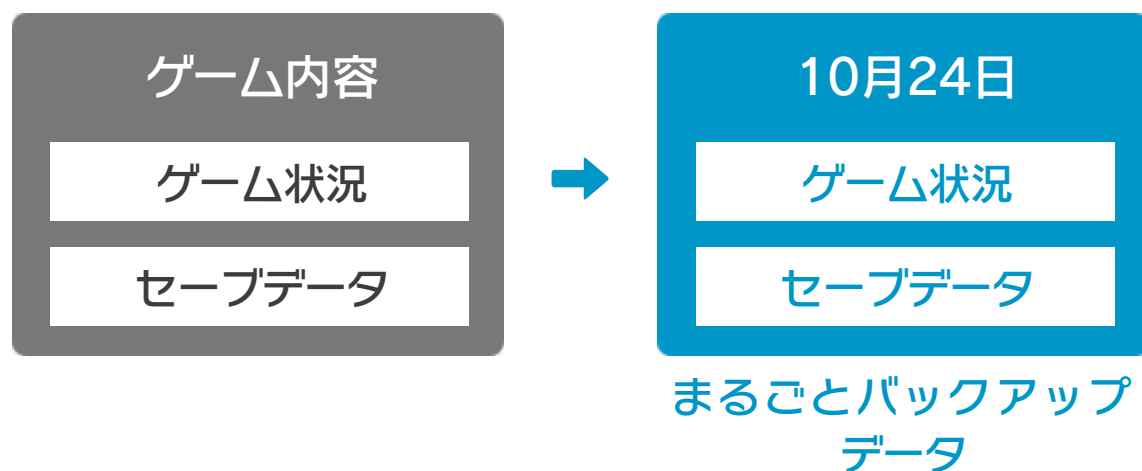 ゲーム内容
ゲーム状況
セーブデータ
10月24日
ゲーム状況
セーブデータ
まるごとバックアップ
データ